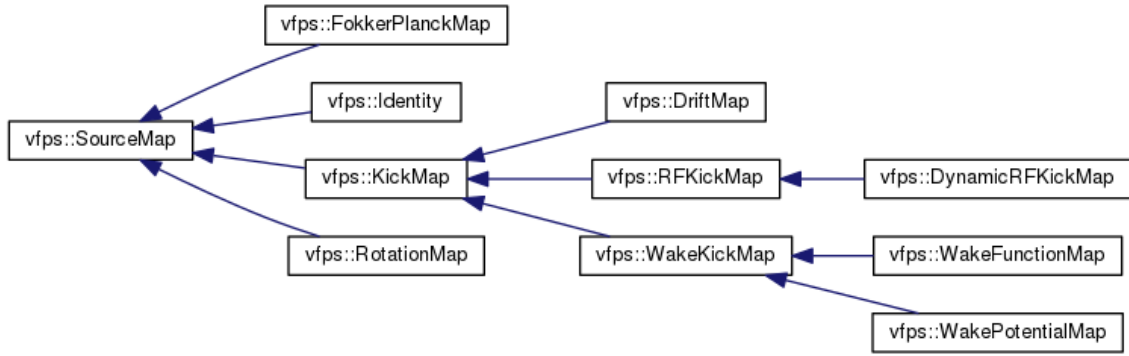 vfps::FokkerPlanckMap
vfps::Identity
vfps::DriftMap
vfps::SourceMap
vfps::KickMap
vfps::RFKickMap
vfps::DynamicRFKickMap
vfps::RotationMap
vfps::WakeKickMap
vfps::WakeFunctionMap
vfps::WakePotentialMap